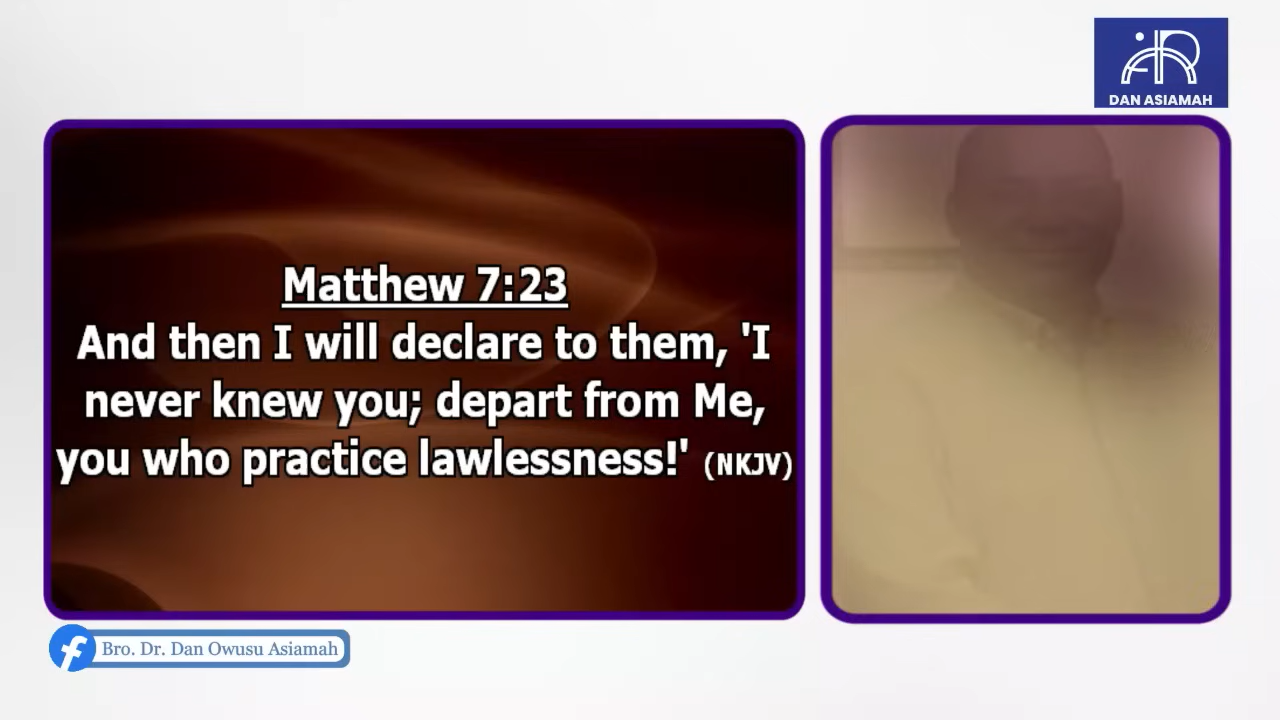 DAN ASIAMAH
Matthew 7:23
And then I will declare to them, 'I
never knew you; depart from Me,
you who practice lawlessness!' (NKJV)
Bro. Dr. Dan Owusu Asiamah